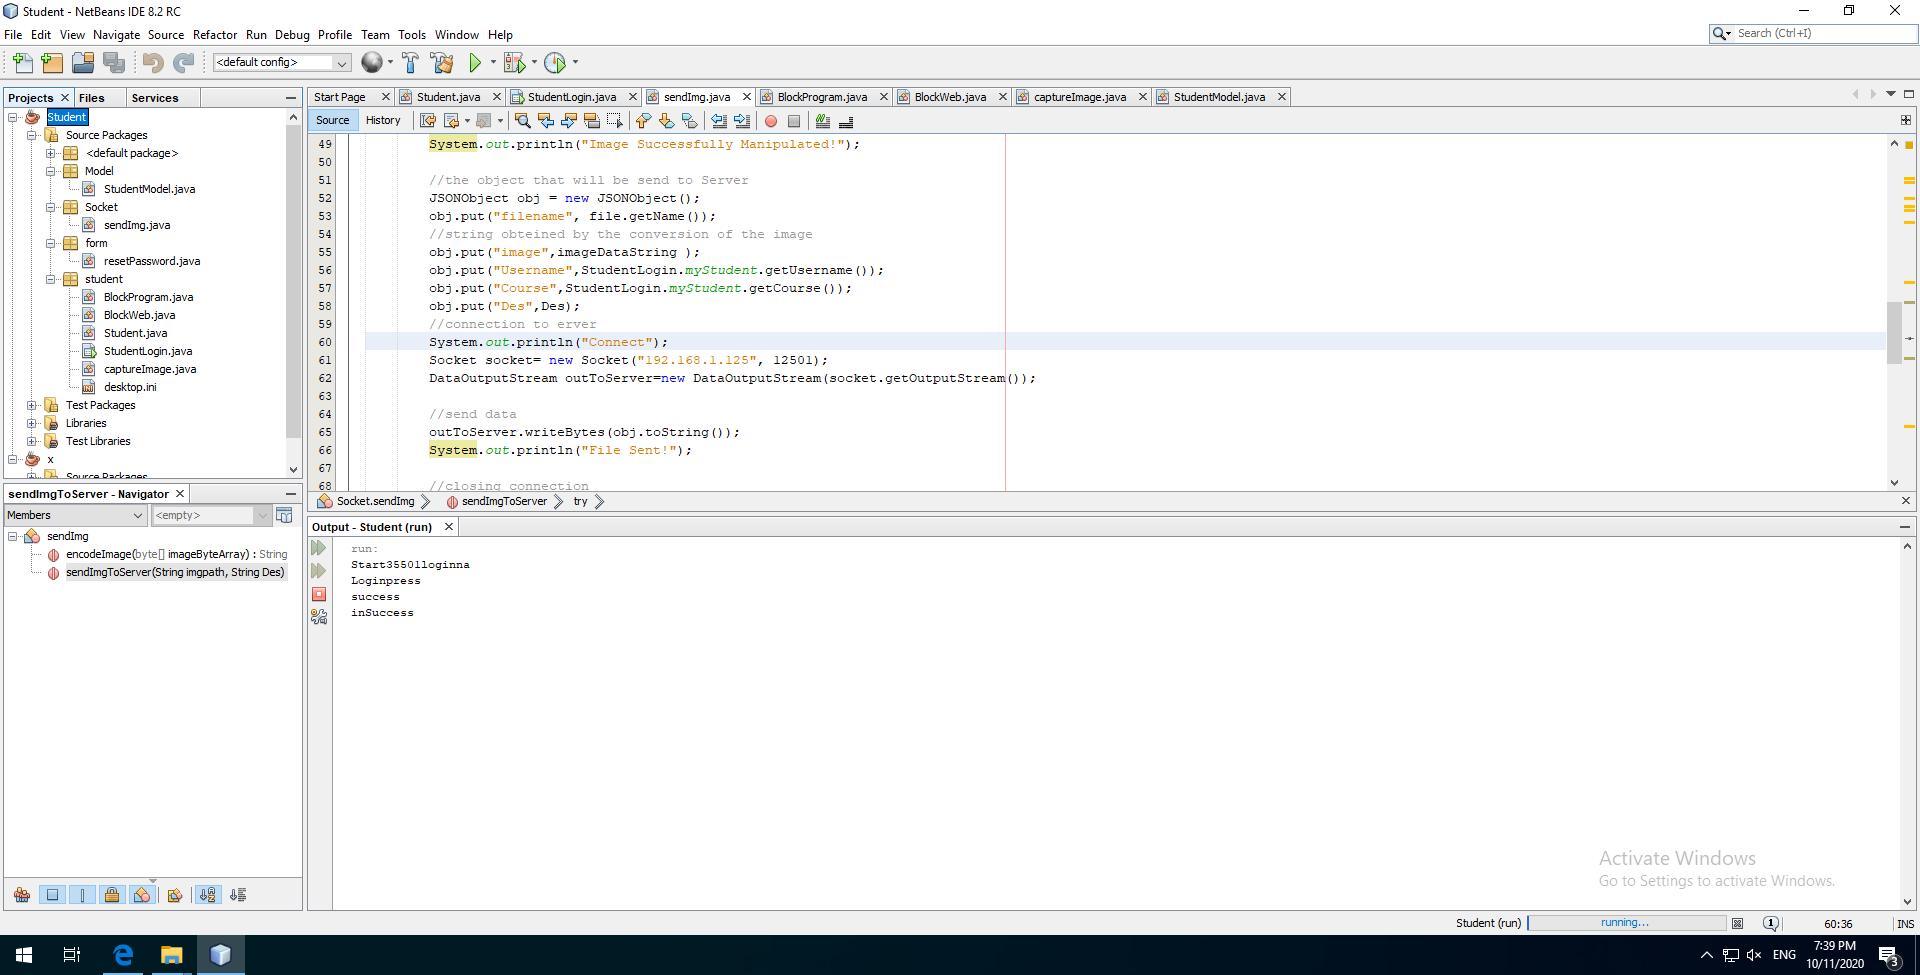 Student - NetBeans IDE 8.2 RC
File Edit View Navigate Source Refactor Run Debug Profile Team Tools Window Help
Search (Ctrl+I)
<default config>
Projects Files Services
Start Page Student.java StudentLogin.java sendImg.java BlockProgram.java BlockWeb.java captureImage.java StudentModel.java
Source History
Student
Source Packages
<default package>
Model
StudentModel.java
Socket
sendImg.java
form
resetPassword.java
student
BlockProgram.java
BlockWeb.java
Student.java
StudentLogin.java
captureImage.java
desktop.ini
Test Packages
Libraries
Test Libraries
x
Source Packages
49 System.out.println("Image Successfully Manipulated!");
50
51 //the object that will be send to Server
52 JSONObject obj = new JSONObject();
53 obj.put("filename", file.getName());
54 //string obteined by the conversion of the image
55 obj.put("image",imageDataString );
56 obj.put("Username",StudentLogin.myStudent.getUsername());
57 obj.put("Course",StudentLogin.myStudent.getCourse());
58 obj.put("Des",Des);
59 //connection to erver
60 System.out.println("Connect");
61 Socket socket= new Socket("192.168.1.125", 12501);
62 DataOutputStream outToServer=new DataOutputStream(socket.getOutputStream());
63
64 //send data
65 outToServer.writeBytes(obj.toString());
66 System.out.println("File Sent!");
67
68 //closing connection
Socket.sendImg sendImgToServer try
sendImgToServer - Navigator
Members <empty>
sendImg
encodeImage(byte[] imageByteArray) : String
sendImgToServer(String imgpath, String Des)
Output - Student (run)
run:
Start35501loginna
Loginpress
success
inSuccess
Activate Windows
Go to Settings to activate Windows.
Student (run) running... 1 60:36 INS
ENG 7:39 PM
10/11/2020 3